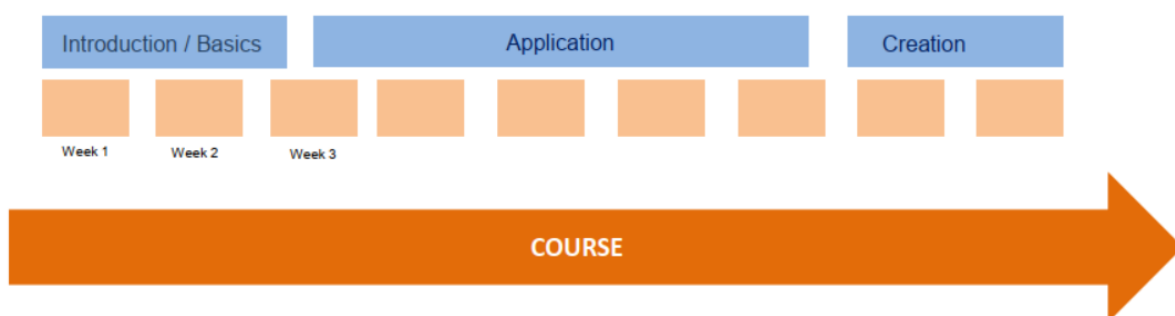 Introduction / Basics
Application
Creation
Week 1
Week 2
Week 3
COURSE